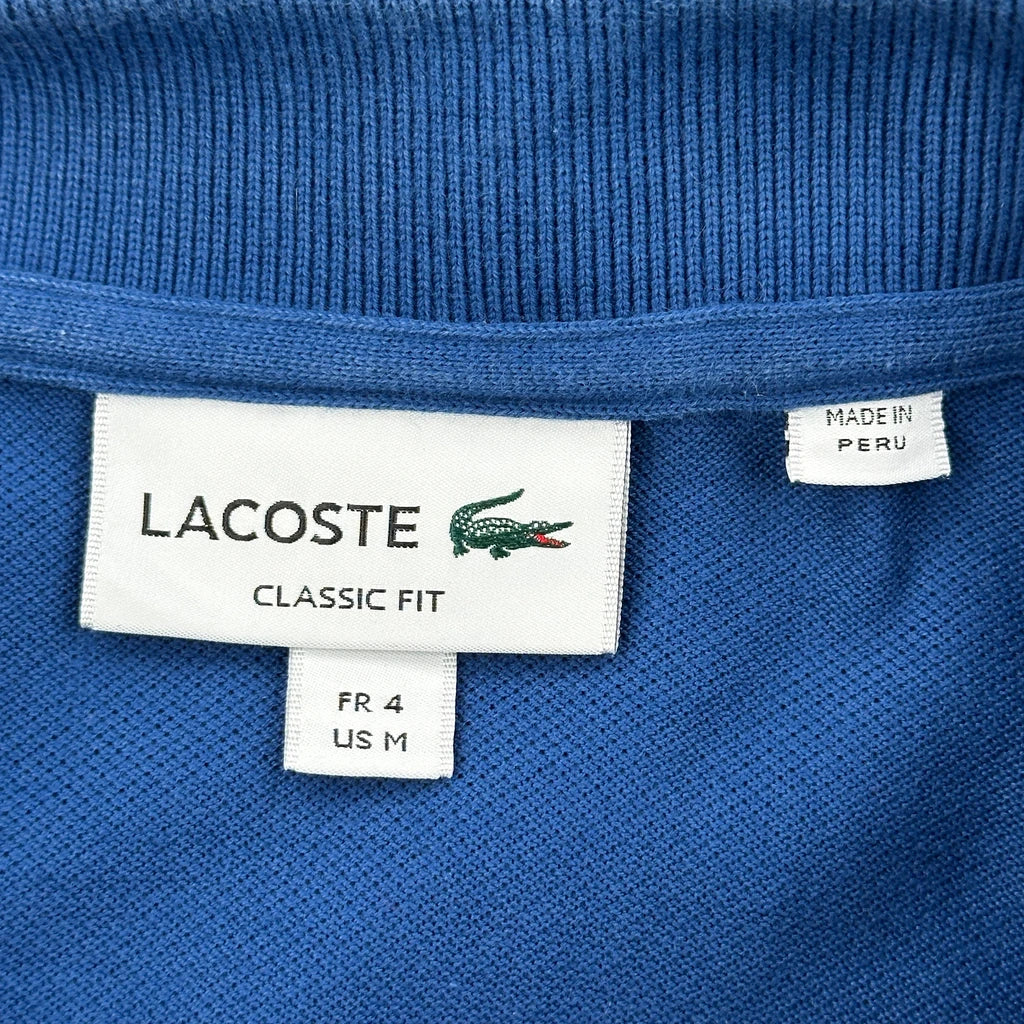 LACOSTE
CLASSIC FIT
FR 4
US M
MADE IN
PERU